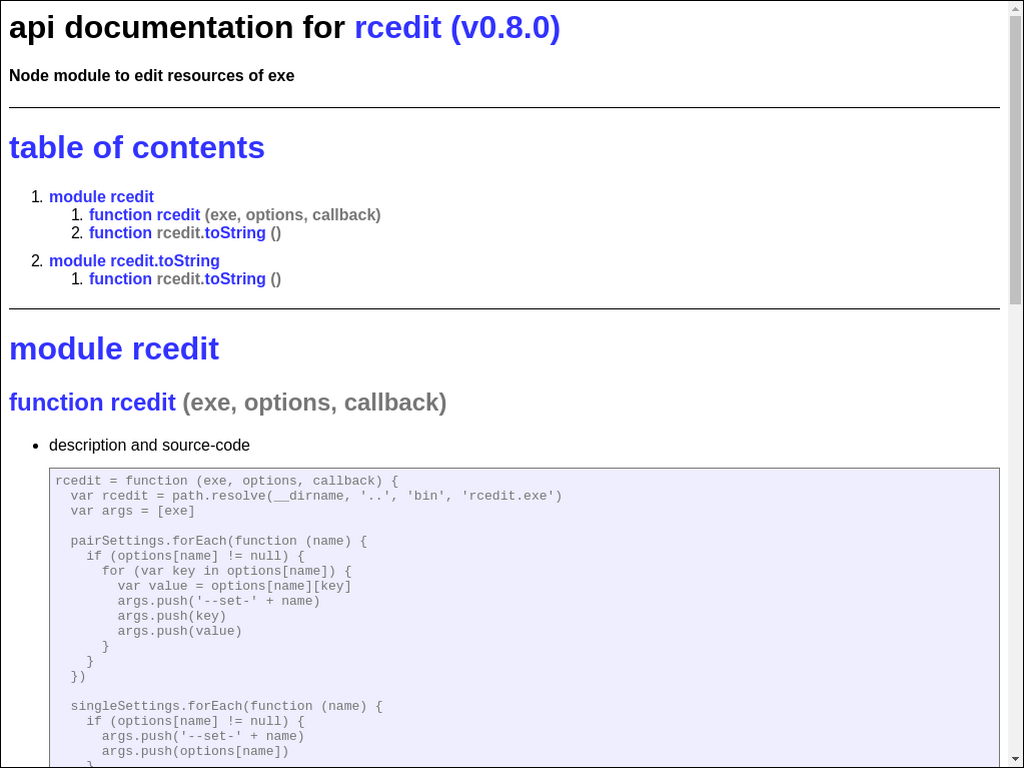 api documentation for rcedit (v0.8.0)
Node module to edit resources of exe
table of contents
1. module rcedit
1. function rcedit (exe, options, callback)
2. function rcedit.toString ()
2. module rcedit.toString
1. function rcedit.toString ()
module rcedit
function rcedit (exe, options, callback)
• description and source-code
rcedit = function (exe, options, callback) {
  var rcedit = path.resolve(__dirname, '..', 'bin', 'rcedit.exe')
  var args = [exe]

  pairSettings.forEach(function (name) {
    if (options[name] != null) {
      for (var key in options[name]) {
        var value = options[name][key]
        args.push('--set-' + name)
        args.push(key)
        args.push(value)
      }
    }
  })

  singleSettings.forEach(function (name) {
    if (options[name] != null) {
      args.push('--set-' + name)
      args.push(options[name])
    }